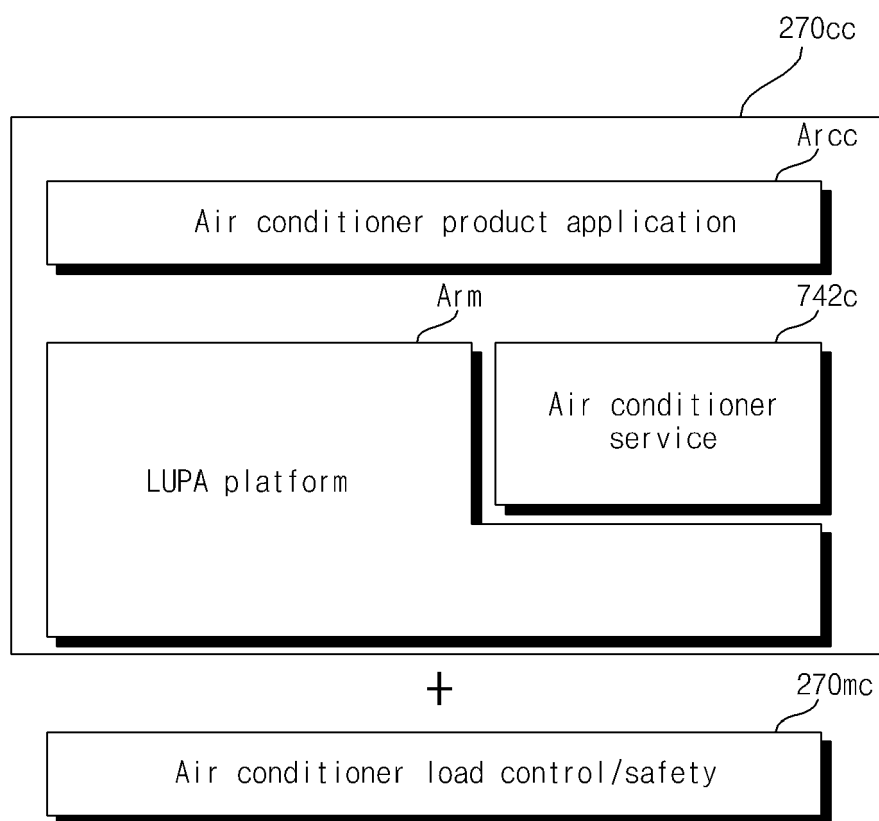 270cc
Arcc
Air conditioner product application
Arm
742c
Air conditioner
service
LUPA platform
+
270mc
Air conditioner load control/safety